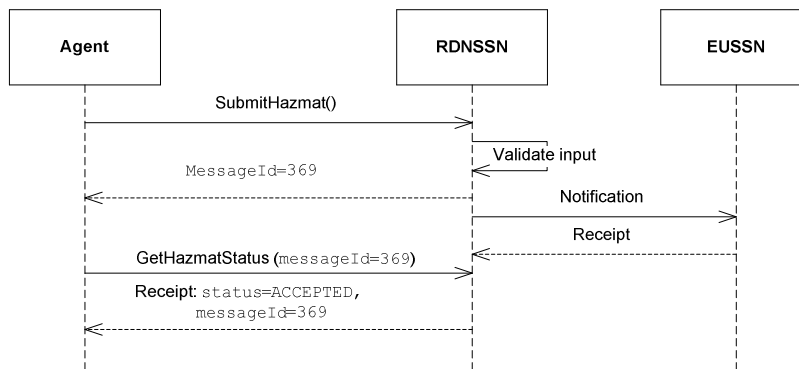 Agent
RDNSSN
EUSSN
SubmitHazmat()
Validate input
MessageId=369
Notification
Receipt
GetHazmatStatus (messageId=369)
Receipt: status=ACCEPTED,
messageId=369